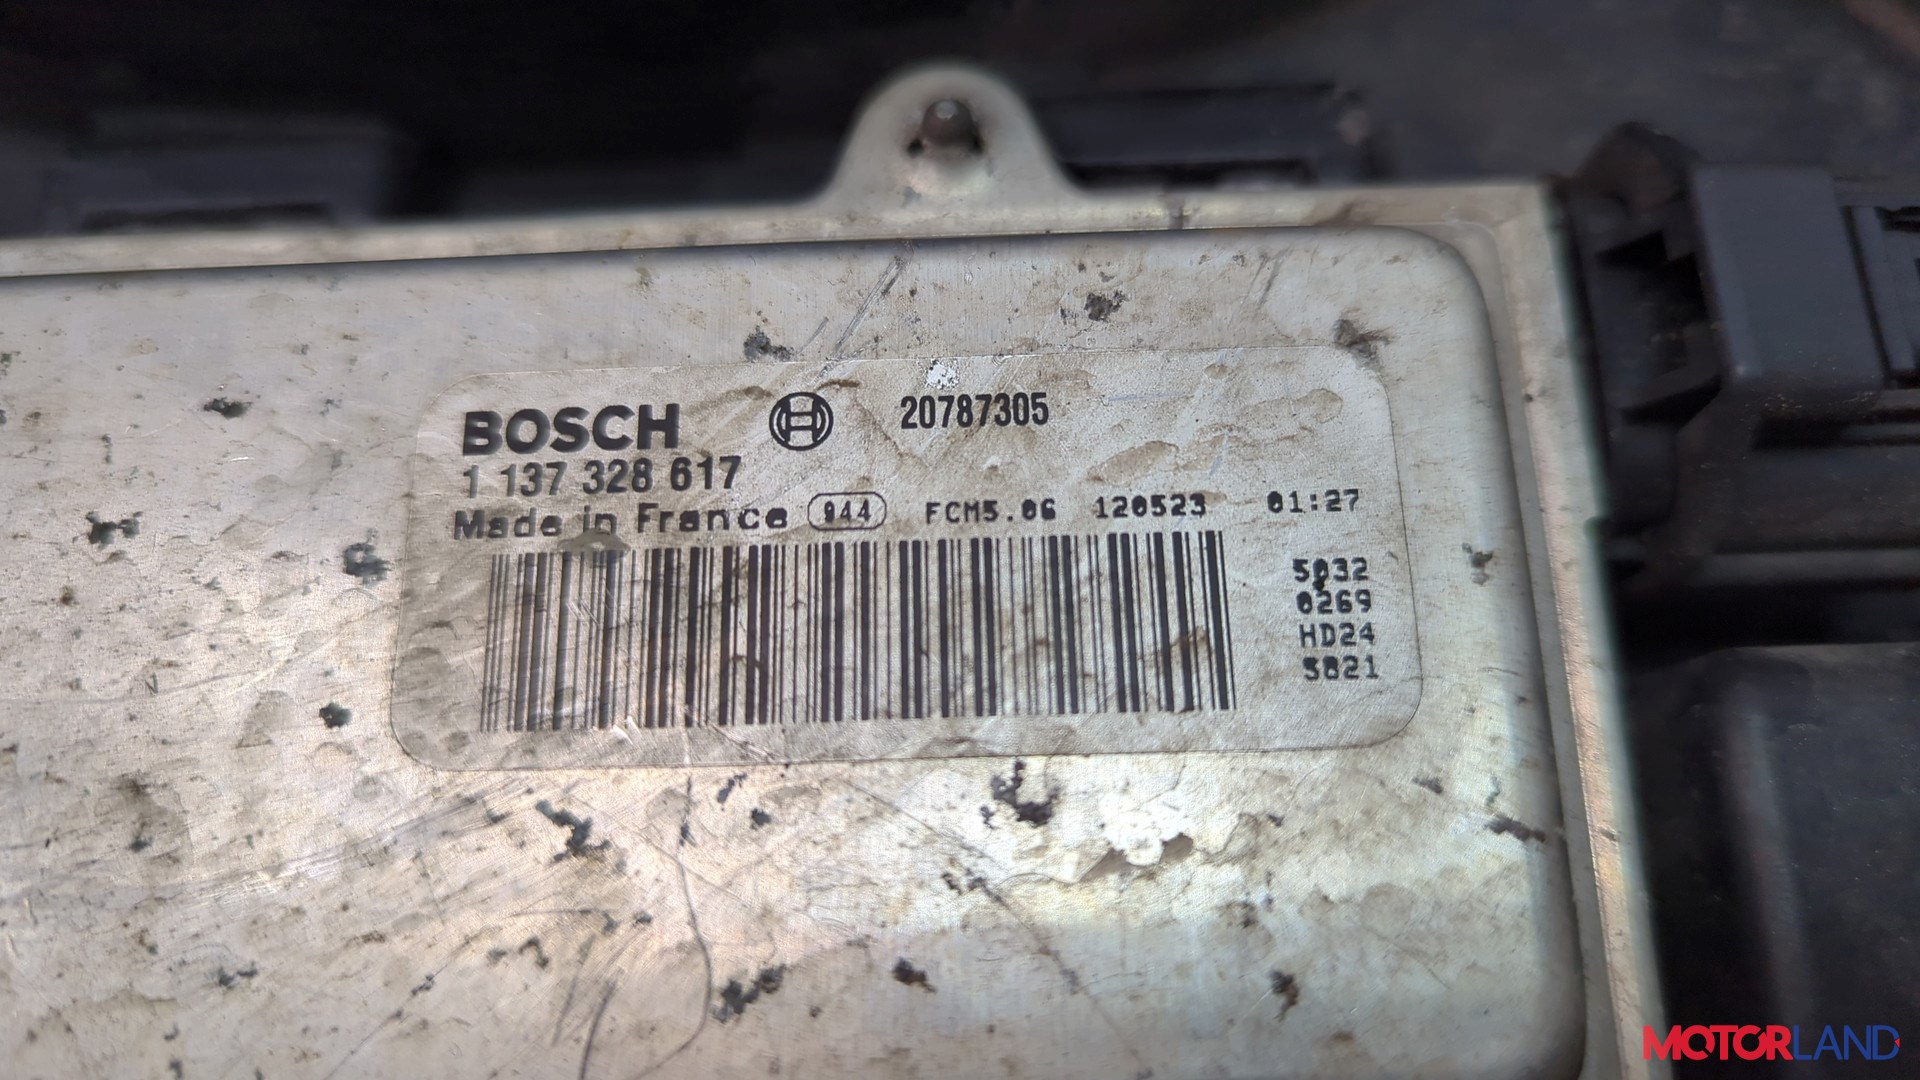 BOSCH 20787305
1 137 328 617
Made in France 944 FCM5.06 120523 01:27
5032
0269
HD24
5821
MOTORLAND